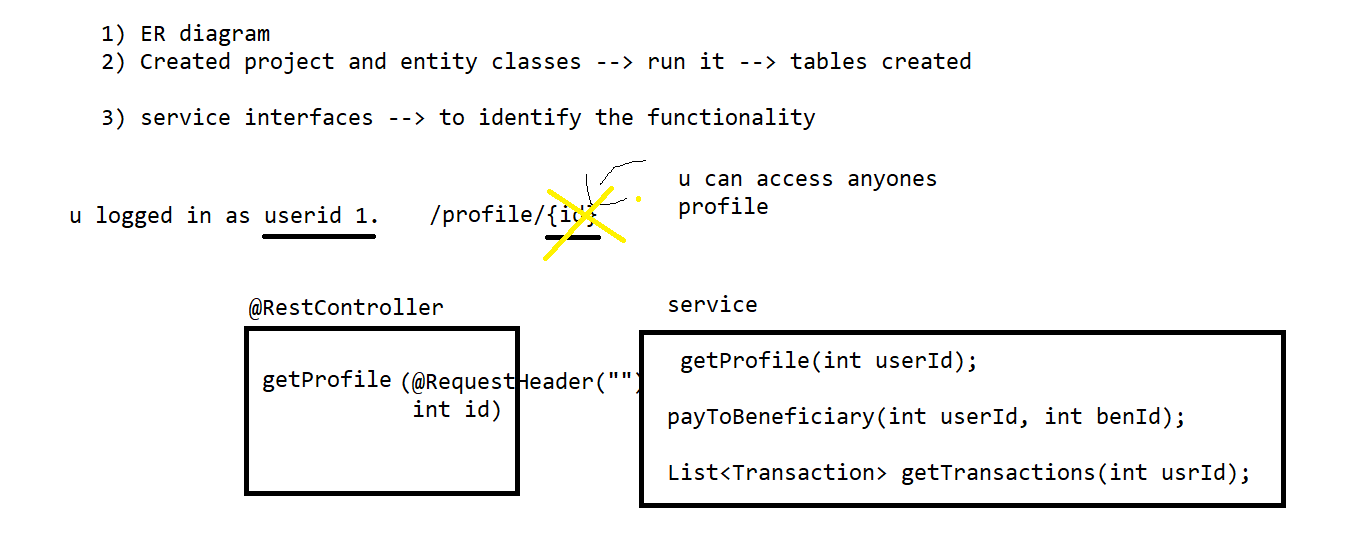 1) ER diagram
2) Created project and entity classes --> run it --> tables created
3) service interfaces --> to identify the functionality
u can access anyones
profile
u logged in as userid 1.    /profile/{id}
@RestController
service
getProfile (@RequestHeader("")
int id)
getProfile(int userId);
payToBeneficiary(int userId, int benId);
List<Transaction> getTransactions(int usrId);